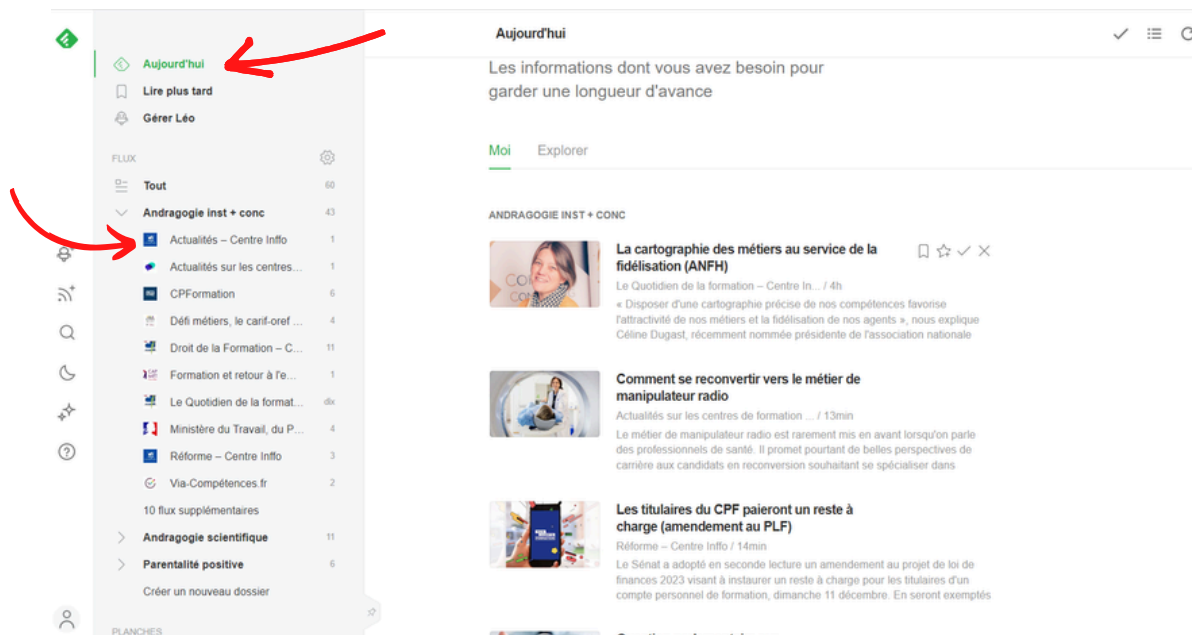 Aujourd'hui
Lire plus tard
Gérer Léo
FLUX
Tout 60
Andragogie inst + conc 43
Actualités – Centre Inffo 1
Actualités sur les centres... 1
CPFormation 6
Défi métiers, le carif-oref ... 4
Droit de la Formation – C... 11
Formation et retour à l'e... 1
Le Quotidien de la format... dix
Ministère du Travail, du P... 4
Réforme – Centre Inffo 3
Via-Compétences.fr 2
10 flux supplémentaires
Andragogie scientifique 11
Parentalité positive 6
Créer un nouveau dossier
PLANCHES
Aujourd'hui
Les informations dont vous avez besoin pour
garder une longueur d'avance
Moi Explorer
ANDRAGOGIE INST + CONC
La cartographie des métiers au service de la
fidélisation (ANFH)
Le Quotidien de la formation – Centre In... / 4h
« Disposer d'une cartographie précise de nos compétences favorise
l'attractivité de nos métiers et la fidélisation de nos agents », nous explique
Céline Dugast, récemment nommée présidente de l'association nationale
Comment se reconvertir vers le métier de
manipulateur radio
Actualités sur les centres de formation ... / 13min
Le métier de manipulateur radio est rarement mis en avant lorsqu'on parle
des professionnels de santé. Il promet pourtant de belles perspectives de
carrière aux candidats en reconversion souhaitant se spécialiser dans
Les titulaires du CPF paieront un reste à
charge (amendement au PLF)
Réforme – Centre Inffo / 14min
Le Sénat a adopté en seconde lecture un amendement au projet de loi de
finances 2023 visant à instaurer un reste à charge pour les titulaires d'un
compte personnel de formation, dimanche 11 décembre. En seront exemptés